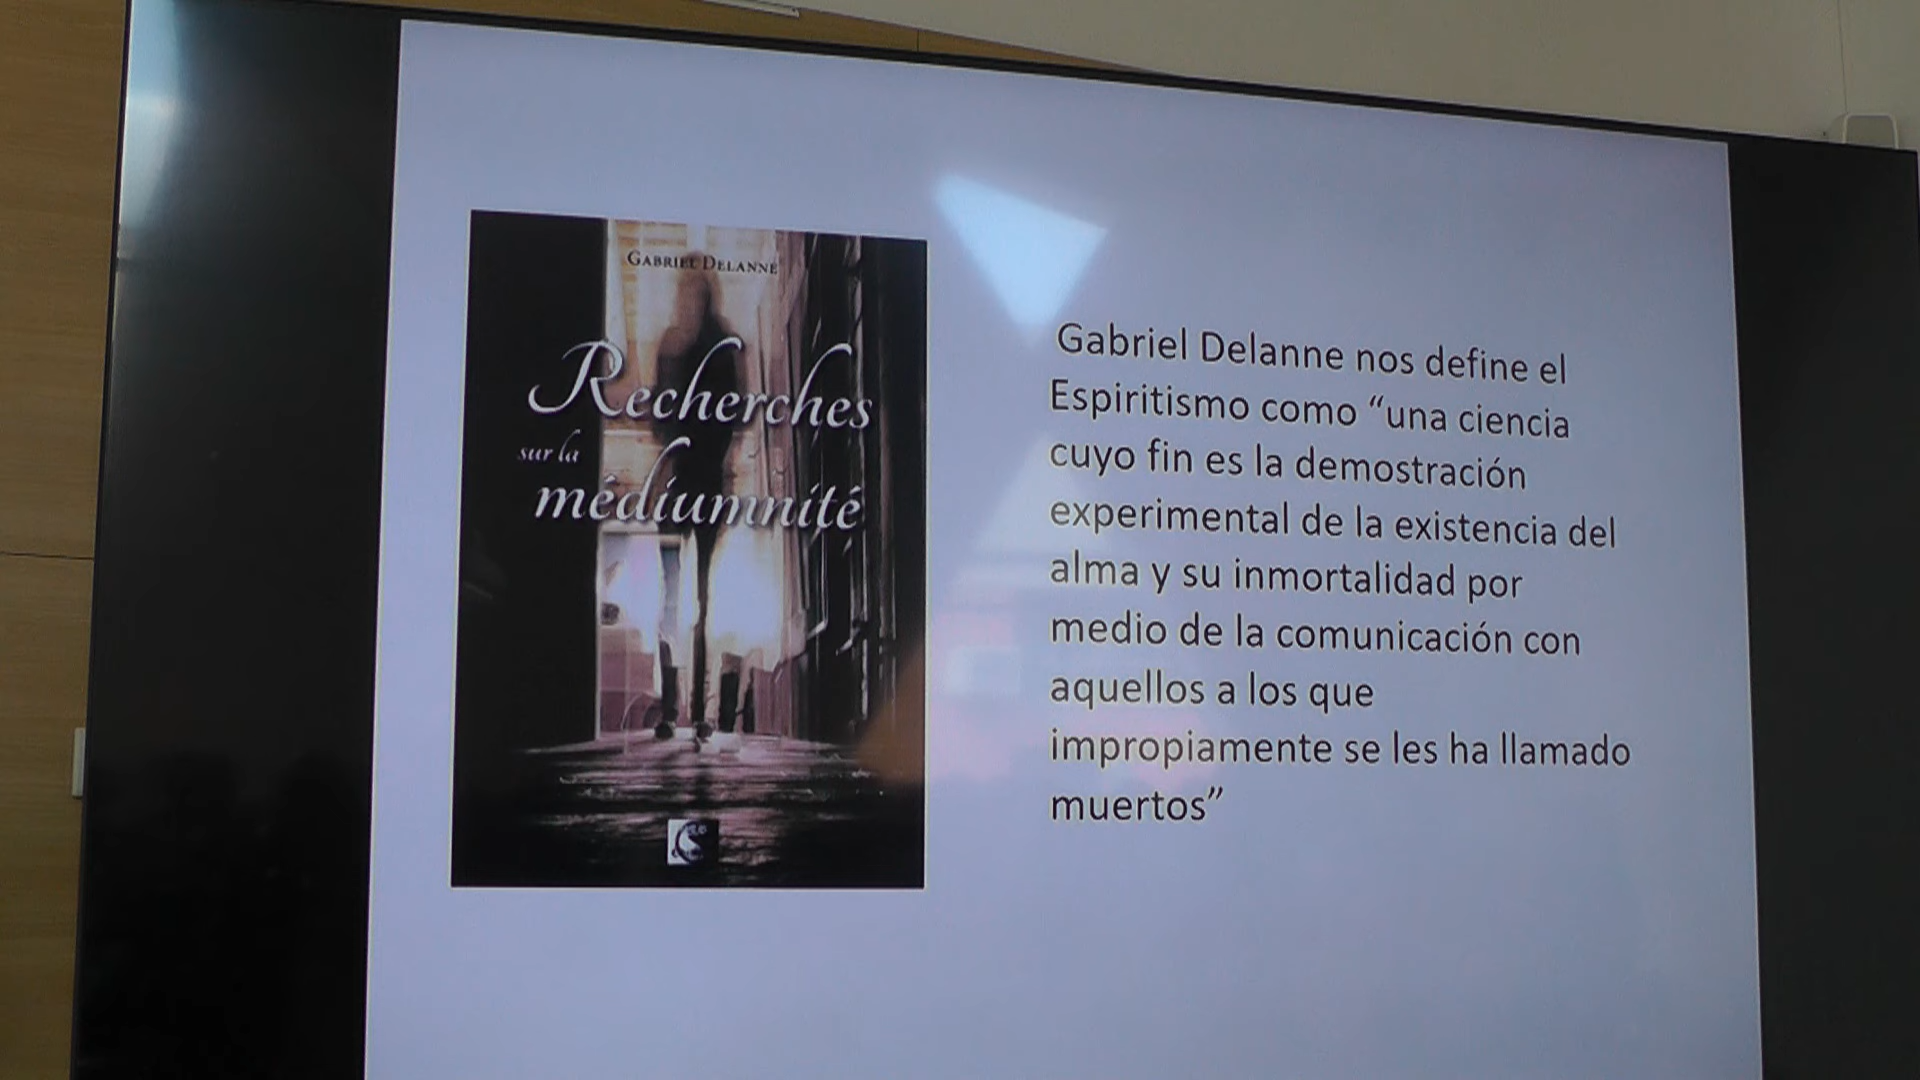 GABRIEL DELANNE
Recherches
sur la
médiumnité
Gabriel Delanne nos define el
Espiritismo como “una ciencia
cuyo fin es la demostración
experimental de la existencia del
alma y su inmortalidad por
medio de la comunicación con
aquellos a los que
impropiamente se les ha llamado
muertos”